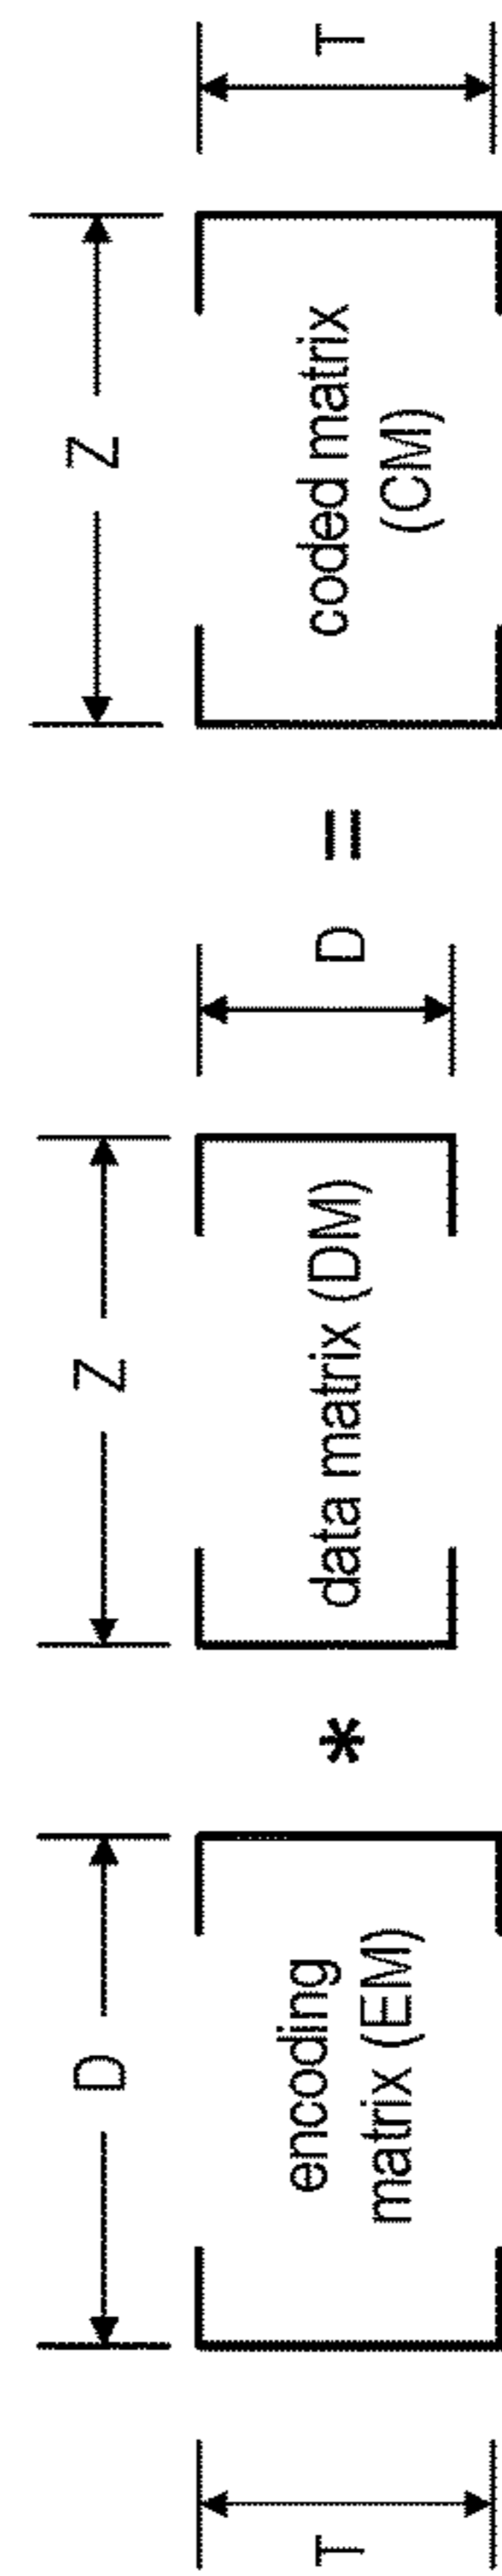 T
D
encoding
matrix (EM)
*
Z
data matrix (DM)
D
=
Z
coded matrix
(CM)
T